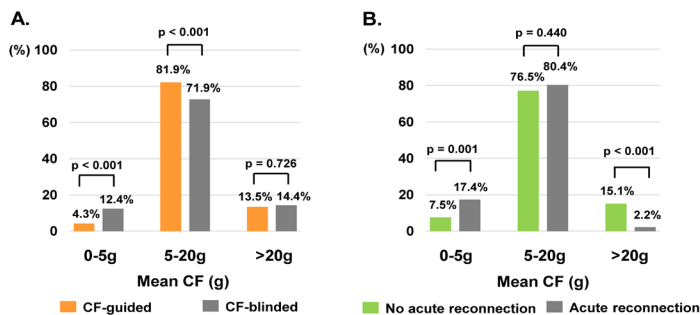 A.
(%)
100
80
60
40
20
0
p < 0.001
4.3%
12.4%
p < 0.001
81.9%
71.9%
p = 0.726
13.5%
14.4%
0-5g
5-20g
>20g
Mean CF (g)
CF-guided
CF-blinded
B.
(%)
100
80
60
40
20
0
p = 0.001
7.5%
17.4%
p = 0.440
76.5%
80.4%
p < 0.001
15.1%
2.2%
0-5g
5-20g
>20g
Mean CF (g)
No acute reconnection
Acute reconnection